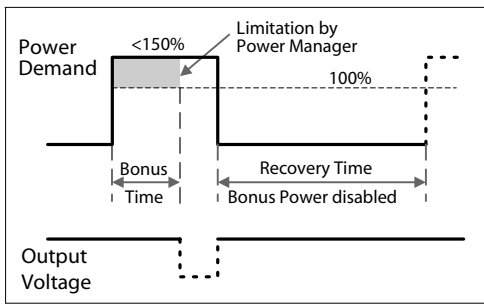 <150%
Limitation by
Power Manager
Power
Demand
100%
Bonus
Time
Recovery Time
Bonus Power disabled
Output
Voltage